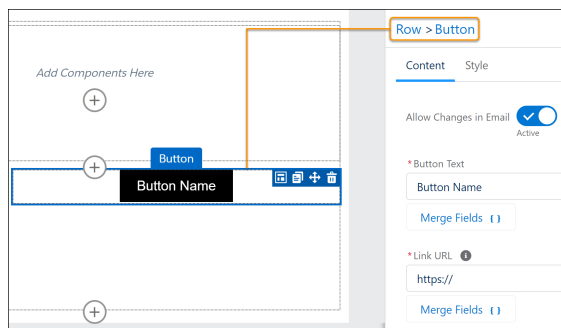 Add Components Here
Button
Button Name
Row > Button
Content Style
Allow Changes in Email
Active
* Button Text
Button Name
Merge Fields { }
* Link URL
https://
Merge Fields { }